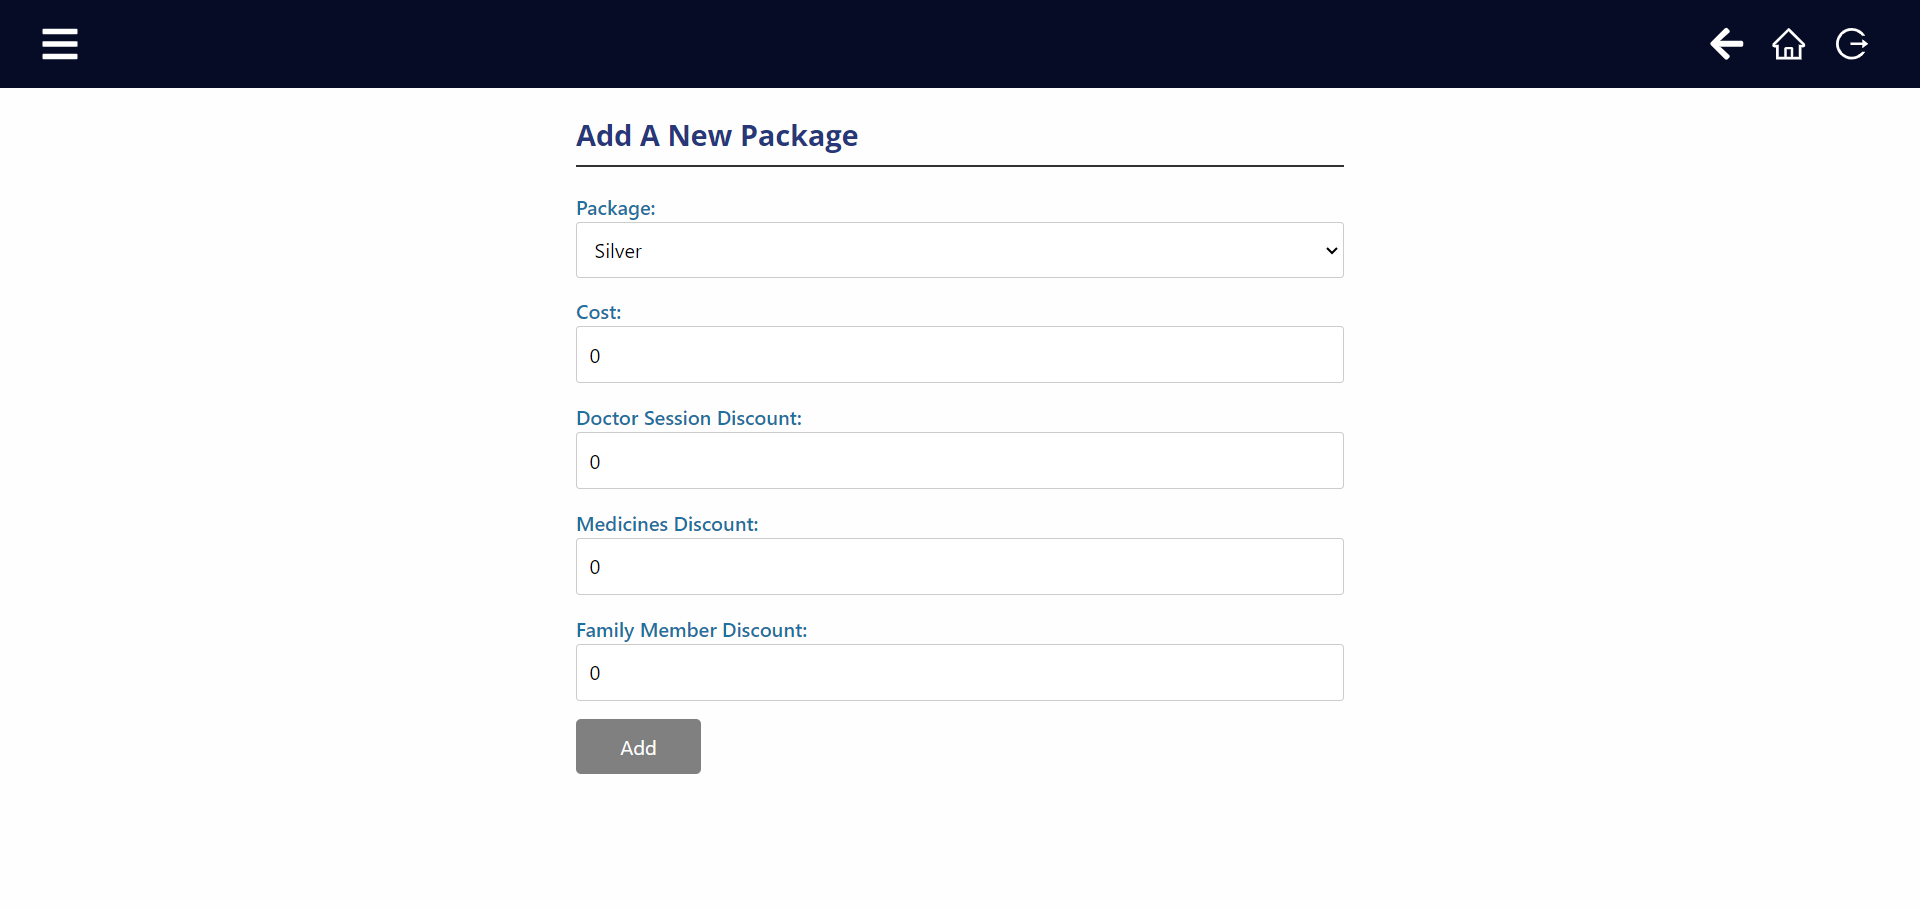 Add A New Package
Package:
Silver
Cost:
0
Doctor Session Discount:
0
Medicines Discount:
0
Family Member Discount:
0
Add